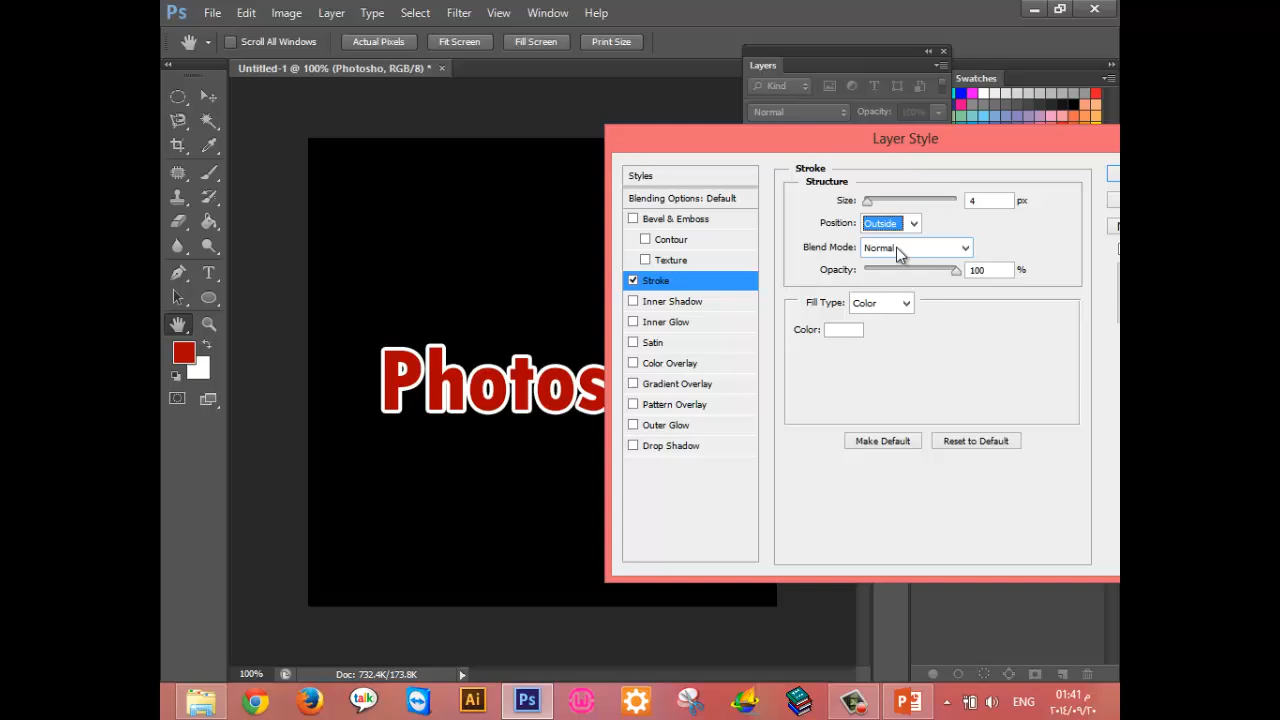 Ps File Edit Image Layer Type Select Filter View Window Help
Scroll All Windows Actual Pixels Fit Screen Fill Screen Print Size
Untitled-1 @ 100% (Photosho, RGB/8) * ×
Layers
Swatches
Kind
Normal Opacity: 100%
Layer Style
Styles
Blending Options: Default
Bevel & Emboss
Contour
Texture
Stroke
Inner Shadow
Inner Glow
Satin
Color Overlay
Gradient Overlay
Pattern Overlay
Outer Glow
Drop Shadow
Stroke
Structure
Size: 4 px
Position: Outside
Blend Mode: Normal
Opacity: 100 %
Fill Type: Color
Color:
Make Default Reset to Default
Photos
100% Doc: 732.4K/173.8K
talk Ai Ps P ENG 01:41 م